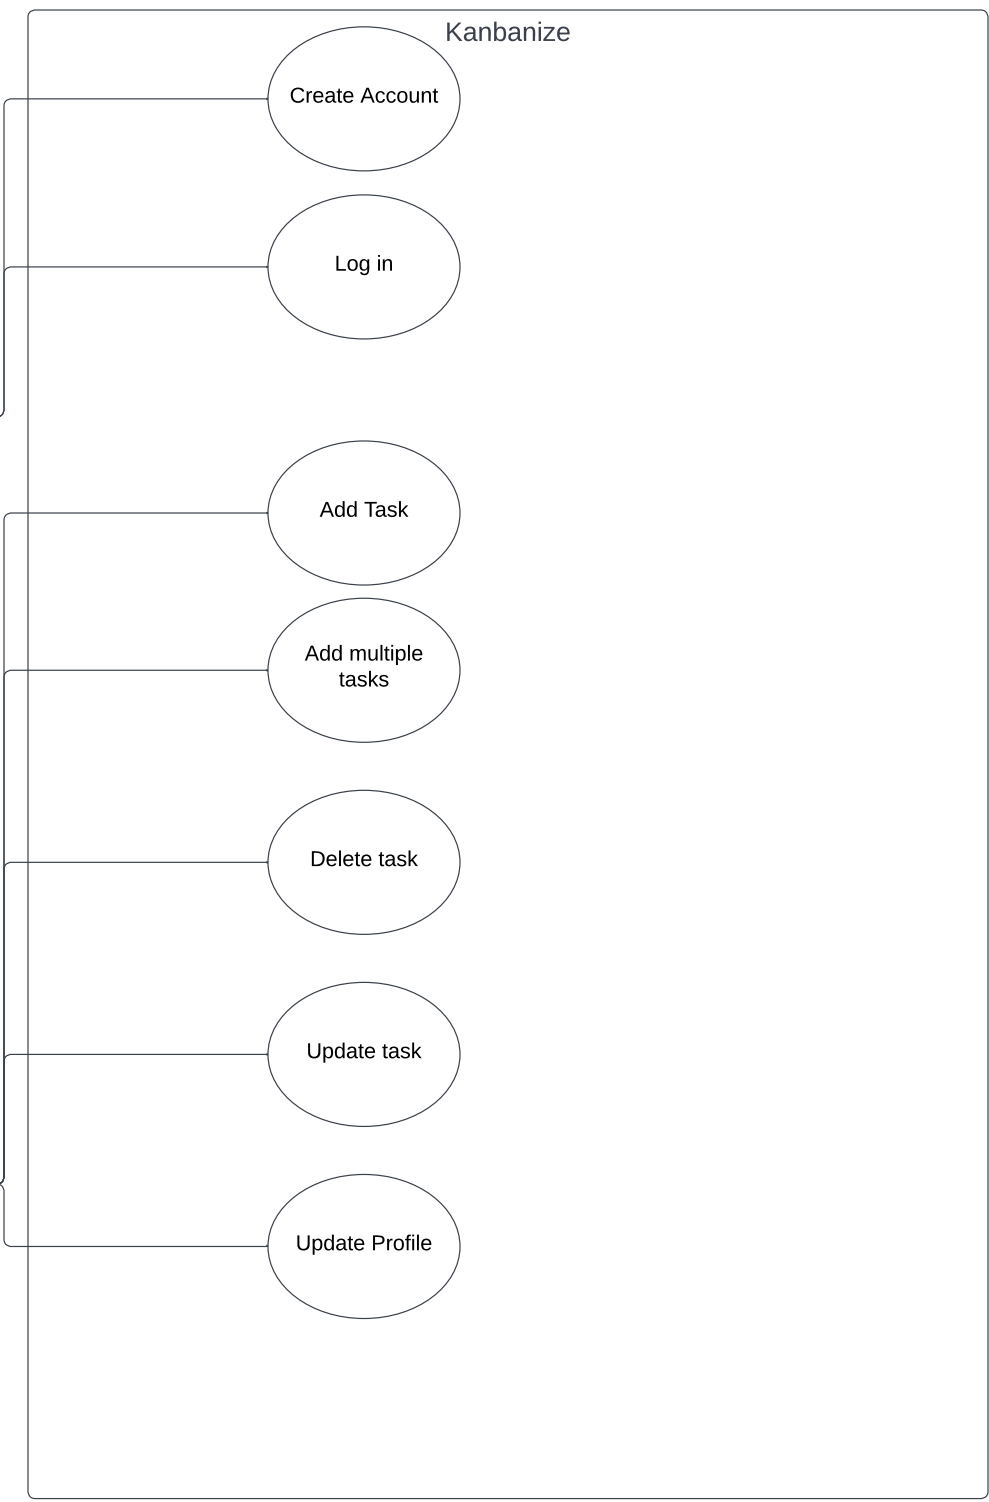 Kanbanize
Create Account
Log in
Add Task
Add multiple
tasks
Delete task
Update task
Update Profile